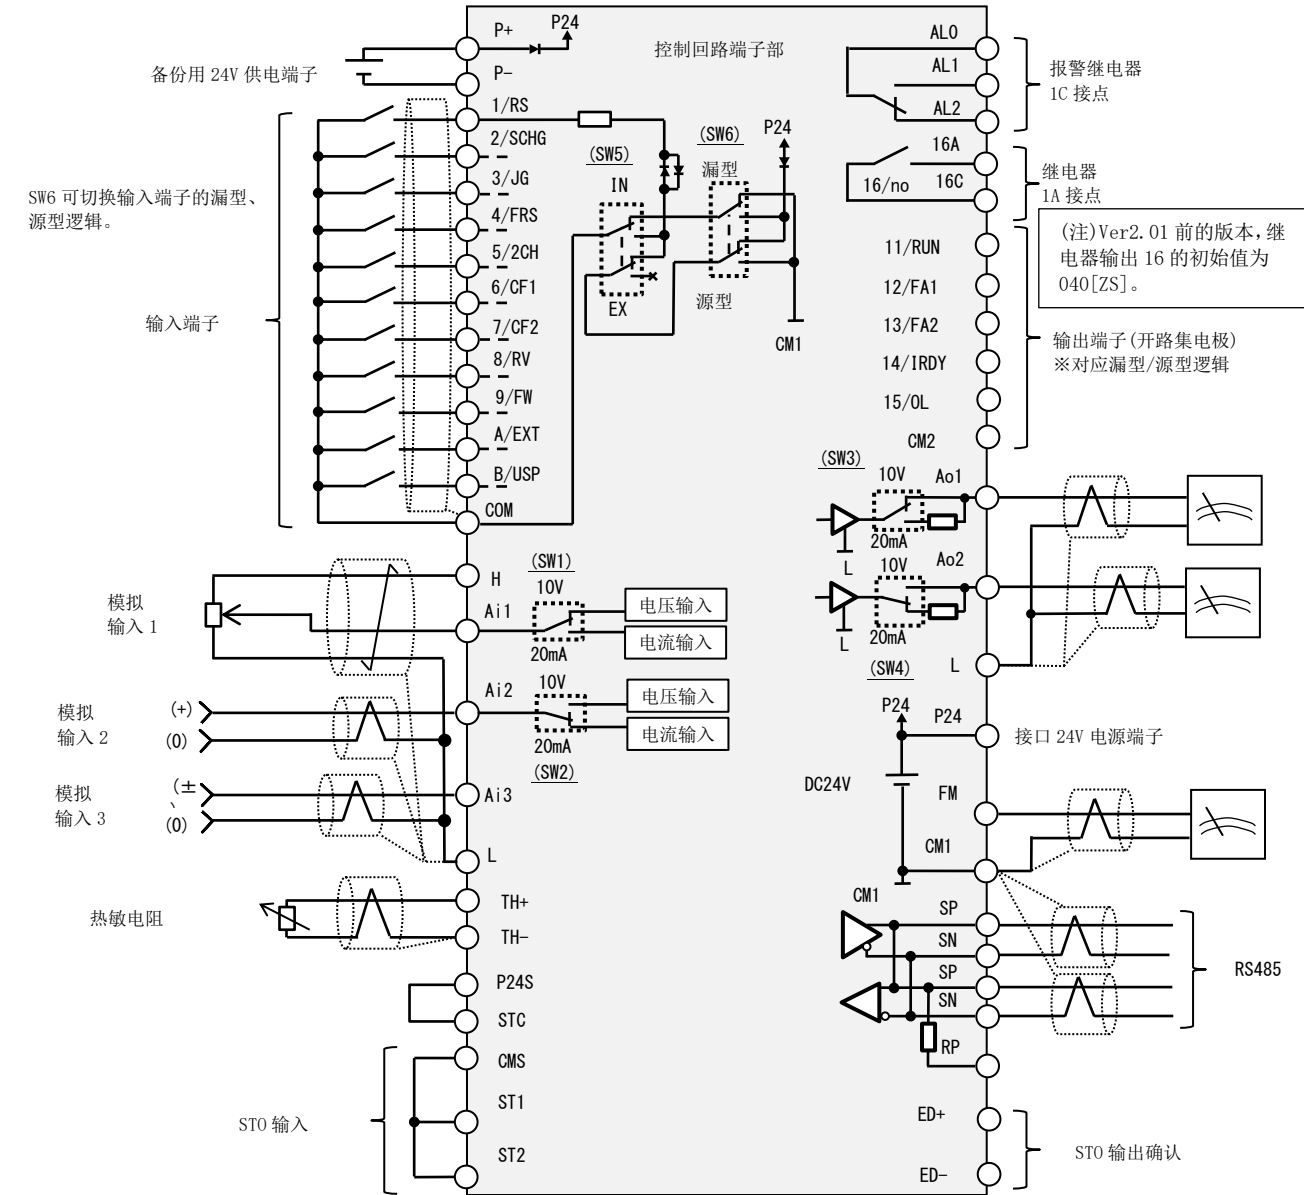 控制回路端子部
P+
P24
备份用 24V 供电端子
P-
1/RS
2/SCHG
3/JG
4/FRS
5/2CH
6/CF1
7/CF2
8/RV
9/FW
A/EXT
B/USP
COM
SW6 可切换输入端子的漏型、
源型逻辑。
输入端子
(SW5)
IN
EX
(SW6)
漏型
源型
P24
CM1
AL0
AL1
AL2
报警继电器
1C 接点
16A
16/no
16C
继电器
1A 接点
(注)Ver2.01 前的版本,继
电器输出 16 的初始值为
040[ZS]。
11/RUN
12/FA1
13/FA2
14/IRDY
15/OL
CM2
输出端子(开路集电极)
※对应漏型/源型逻辑
(SW3)
10V
Ao1
20mA
L
10V
Ao2
20mA
L
(SW4)
L
H
模拟
输入 1
Ai1
(SW1)
10V
20mA
电压输入
电流输入
模拟
输入 2
(+)
(0)
Ai2
10V
20mA
(SW2)
电压输入
电流输入
模拟
输入 3
(±
、
(0)
Ai3
L
热敏电阻
TH+
TH-
P24S
STC
CMS
ST1
ST2
STO 输入
P24
P24
接口 24V 电源端子
DC24V
FM
CM1
CM1
SP
SN
SP
SN
RP
RS485
ED+
ED-
STO 输出确认